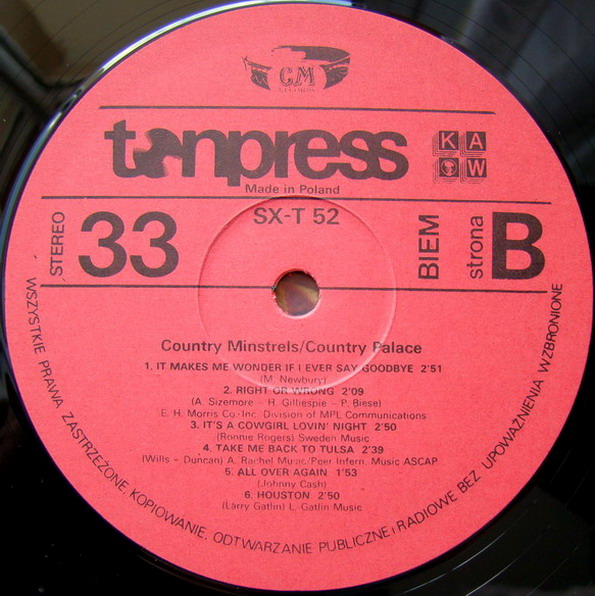 CM
RECORDS
tonpress
KAW
Made in Poland
SX-T 52
STEREO
33
BIEM
strona
B
Country Minstrels/Country Palace
1. IT MAKES ME WONDER IF I EVER SAY GOODBYE 2'51
(M. Newbury)
2. RIGHT OR WRONG 2'09
(A. Sizemore – H. Gillespie – P. Biese)
E. H. Morris Co. Inc. Division of MPL Communications
3. IT'S A COWGIRL LOVIN' NIGHT 2'50
(Ronnie Rogers) Sweden Music
4. TAKE ME BACK TO TULSA 2'39
(Wills – Duncan) A. Rachel Music/Peer Intern. Music ASCAP
5. ALL OVER AGAIN 1'53
(Johnny Cash)
6. HOUSTON 2'50
(Larry Gatlin) L. Gatlin Music
WSZYSTKIE PRAWA ZASTRZEŻONE, KOPIOWANIE, ODTWARZANIE PUBLICZNE i RADIOWE BEZ UPOWAŻNIENIA WZBRONIONE